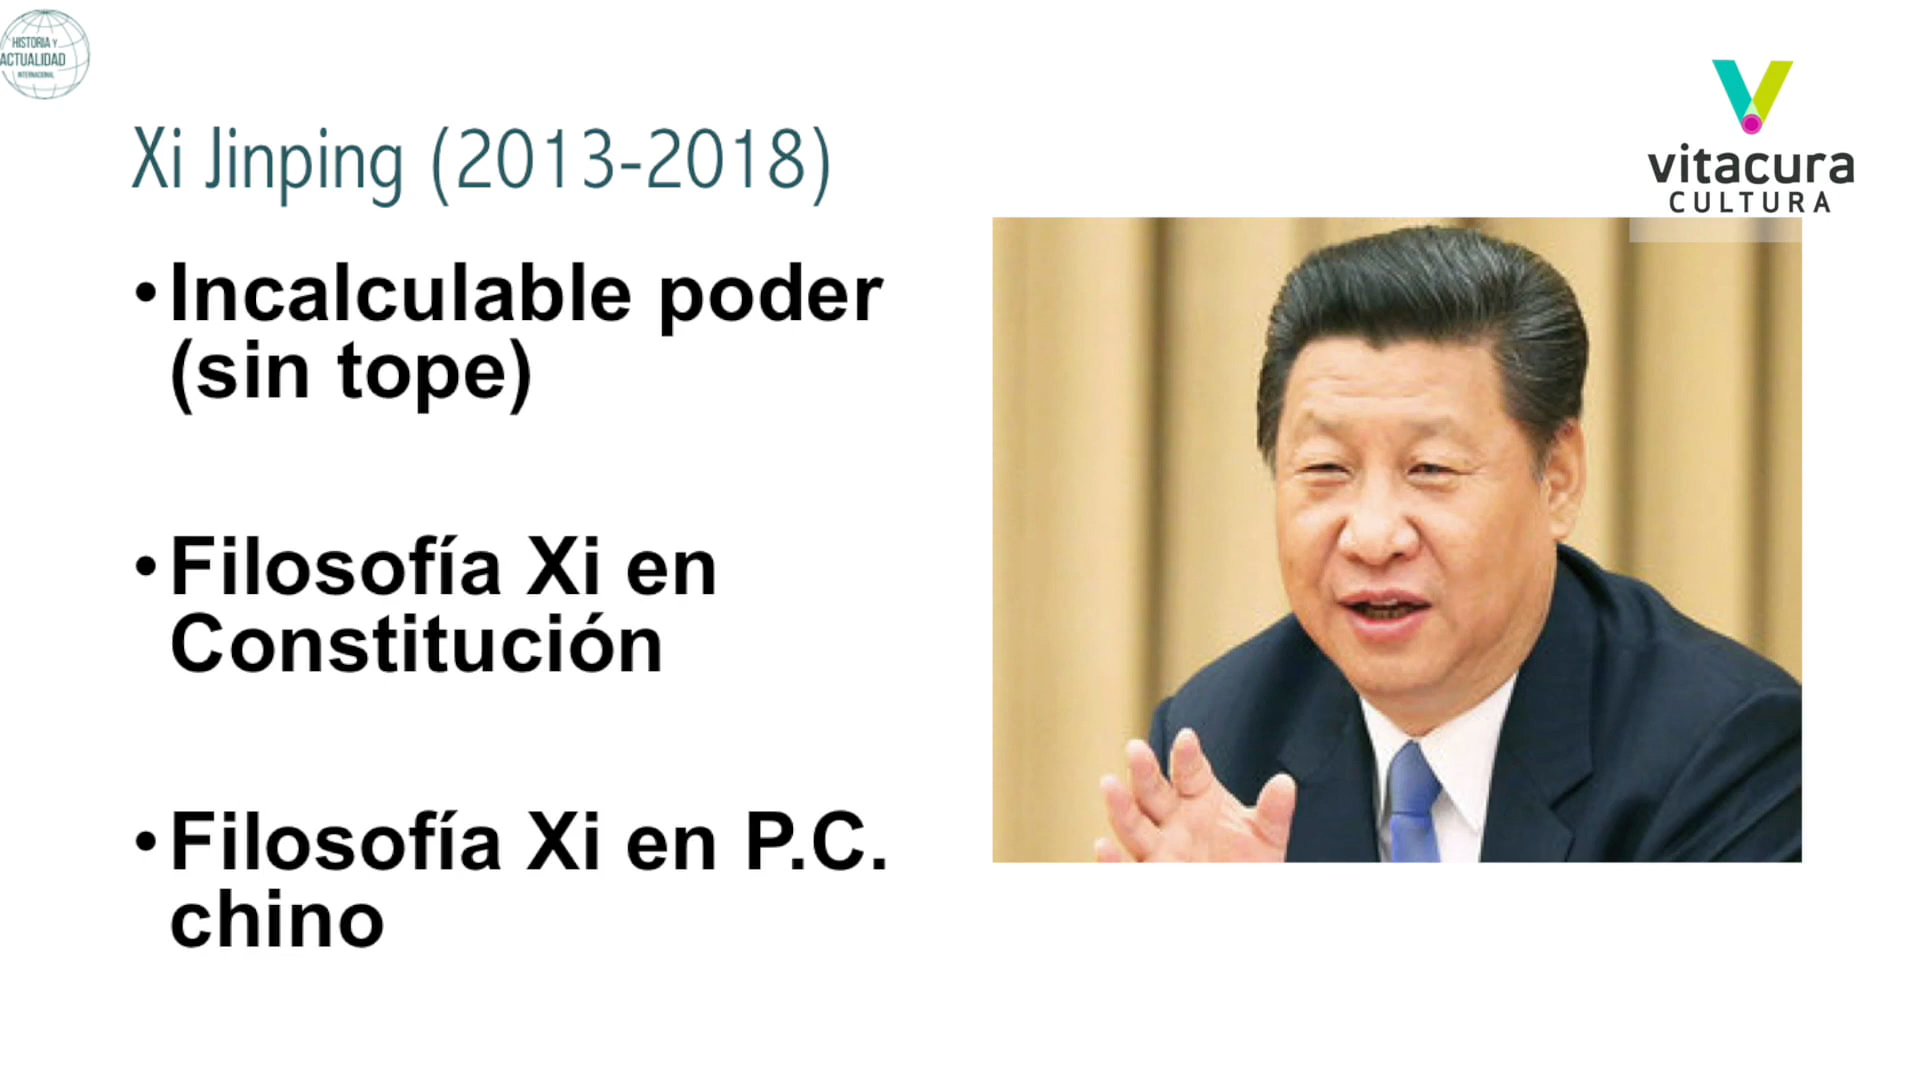 HISTORIA Y
ACTUALIDAD
INTERNACIONAL
vitacura
CULTURA
Xi Jinping (2013-2018)
•Incalculable poder
(sin tope)
•Filosofía Xi en
Constitución
•Filosofía Xi en P.C.
chino